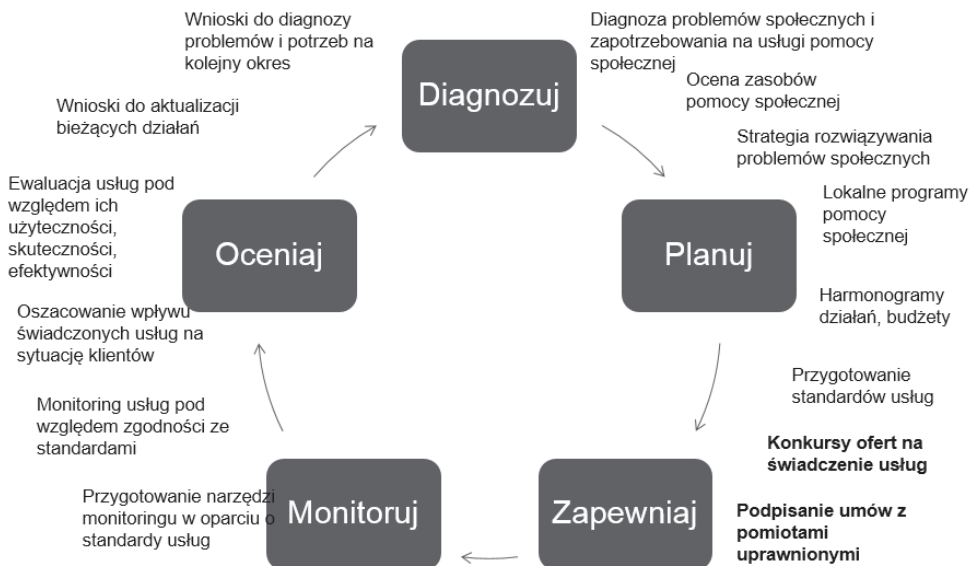 Wnioski do diagnozy
problemów i potrzeb na
kolejny okres
Diagnoza problemów społecznych i
zapotrzebowania na usługi pomocy
społecznej
Diagnozuj
Ocena zasobów
pomocy społecznej
Wnioski do aktualizacji
bieżących działań
Strategia rozwiązywania
problemów społecznych
Ewaluacja usług pod
względem ich
użyteczności,
skuteczności,
efektywności
Oceniaj
Planuj
Lokalne programy
pomocy
społecznej
Harmonogramy
działań, budżety
Oszacowanie wpływu
świadczonych usług na
sytuację klientów
Przygotowanie
standardów usług
Monitoring usług pod
względem zgodności ze
standardami
Konkursy ofert na
świadczenie usług
Przygotowanie narzędzi
monitoringu w oparciu o
standardy usług
Monitoruj
Zapewniaj
Podpisanie umów z
pomiotami
uprawnionymi